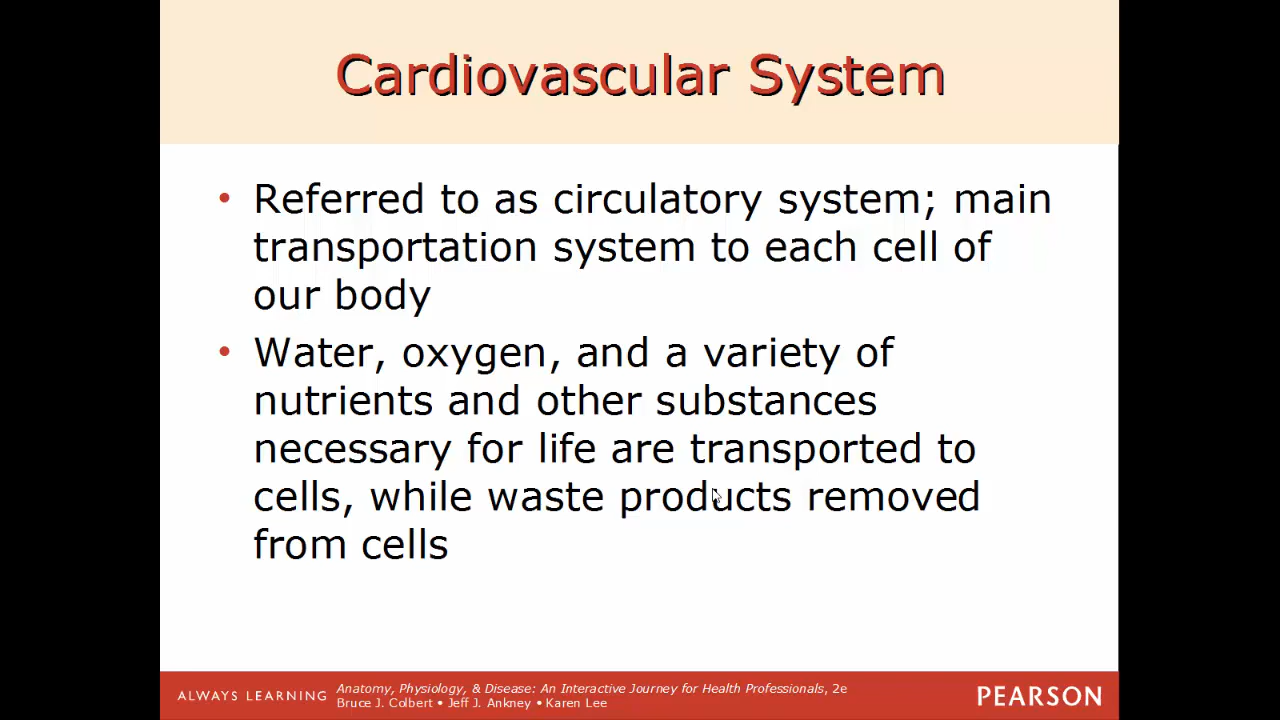 Cardiovascular System
• Referred to as circulatory system; main
transportation system to each cell of
our body
• Water, oxygen, and a variety of
nutrients and other substances
necessary for life are transported to
cells, while waste products removed
from cells
ALWAYS LEARNING
Anatomy, Physiology, & Disease: An Interactive Journey for Health Professionals, 2e
Bruce J. Colbert • Jeff J. Ankney • Karen Lee
PEARSON